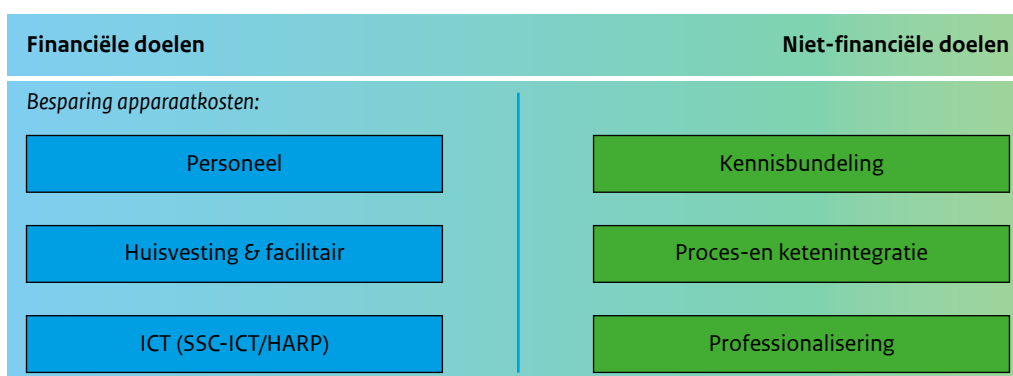 Financiële doelen
Niet-financiële doelen
Besparing apparaatkosten:
Personeel
Huisvesting & facilitair
ICT (SSC-ICT/HARP)
Kennisbundeling
Proces-en ketenintegratie
Professionalisering